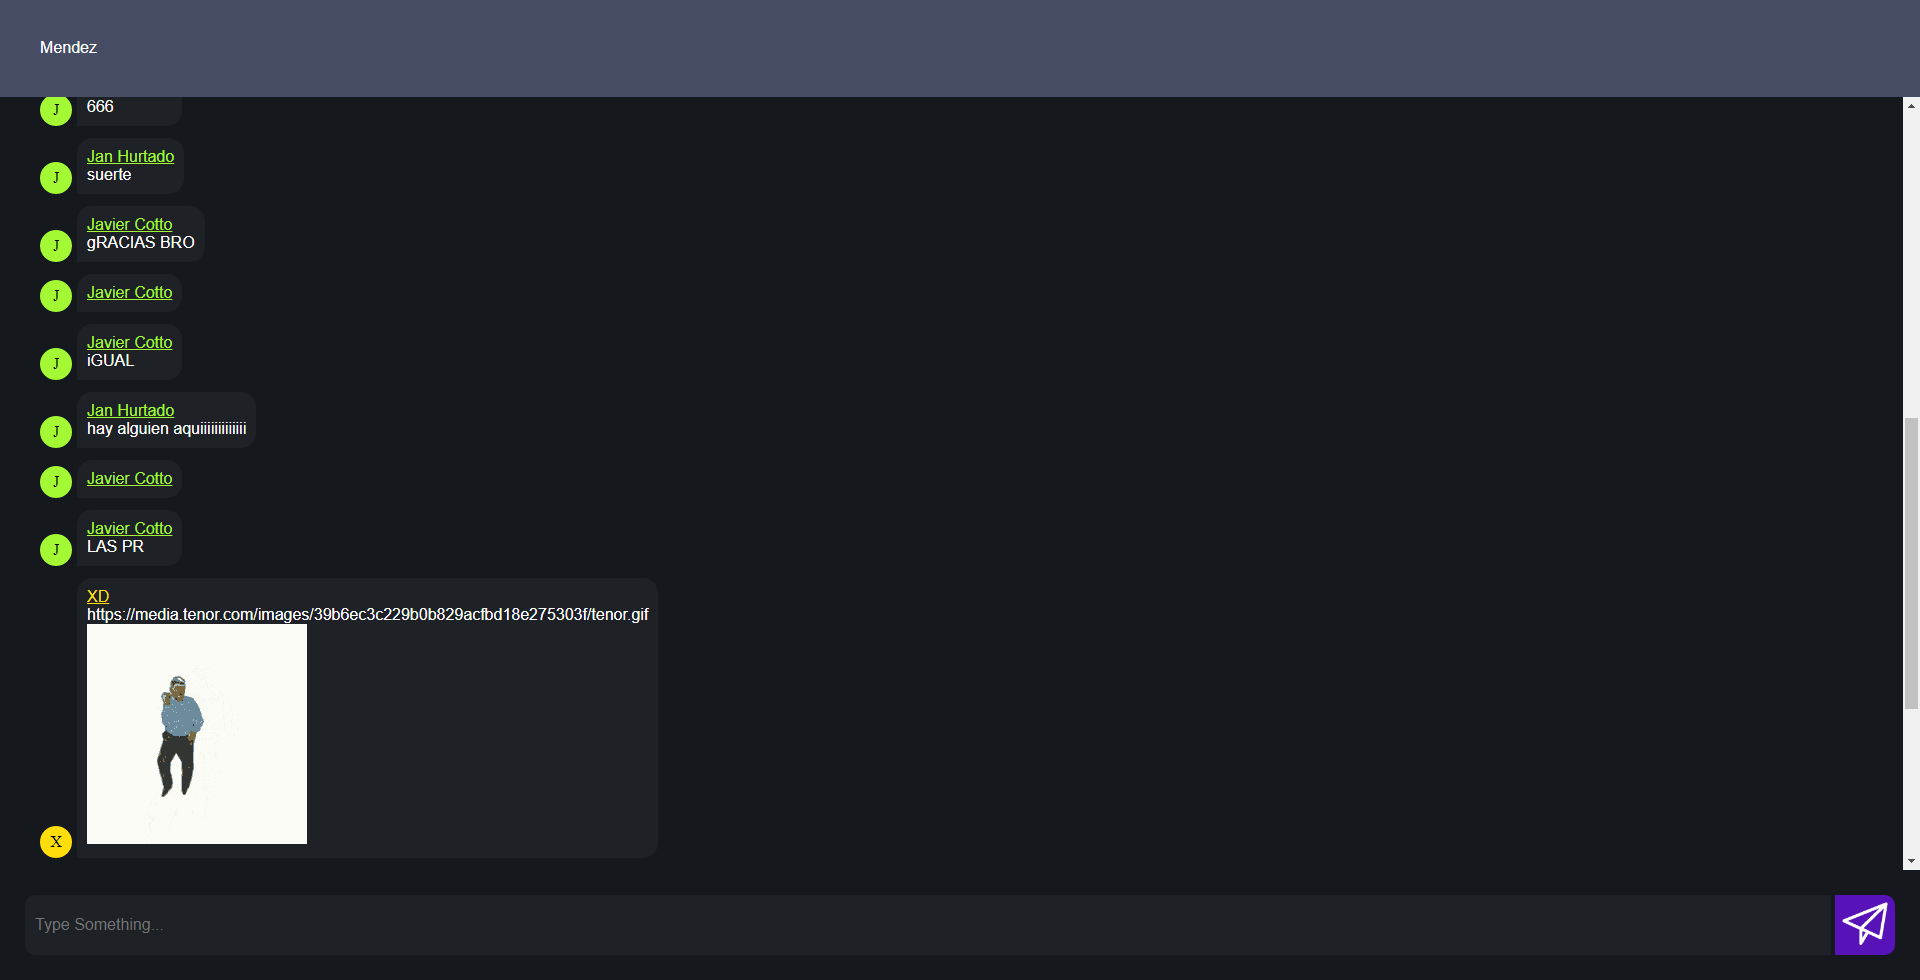 Mendez
J
666
Jan Hurtado
suerte
J
Javier Cotto
gRACIAS BRO
J
Javier Cotto
J
Javier Cotto
iGUAL
J
Jan Hurtado
hay alguien aquiiiiiiiiiiiii
J
Javier Cotto
J
Javier Cotto
LAS PR
J
XD
https://media.tenor.com/images/39b6ec3c229b0b829acfbd18e275303f/tenor.gif
X
Type Something...